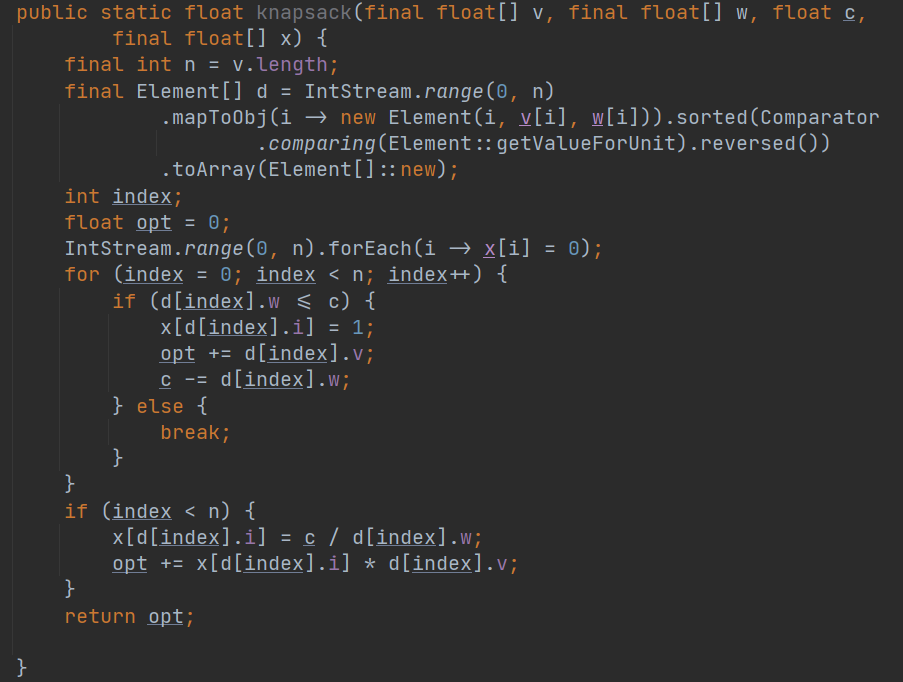 public static float knapsack(final float[] v, final float[] w, float c,
        final float[] x) {
    final int n = v.length;
    final Element[] d = IntStream.range(0, n)
            .mapToObj(i -> new Element(i, v[i], w[i])).sorted(Comparator
                    .comparing(Element::getValueForUnit).reversed())
            .toArray(Element[]::new);
    int index;
    float opt = 0;
    IntStream.range(0, n).forEach(i -> x[i] = 0);
    for (index = 0; index < n; index++) {
        if (d[index].w <= c) {
            x[d[index].i] = 1;
            opt += d[index].v;
            c -= d[index].w;
        } else {
            break;
        }
    }
    if (index < n) {
        x[d[index].i] = c / d[index].w;
        opt += x[d[index].i] * d[index].v;
    }
    return opt;

}